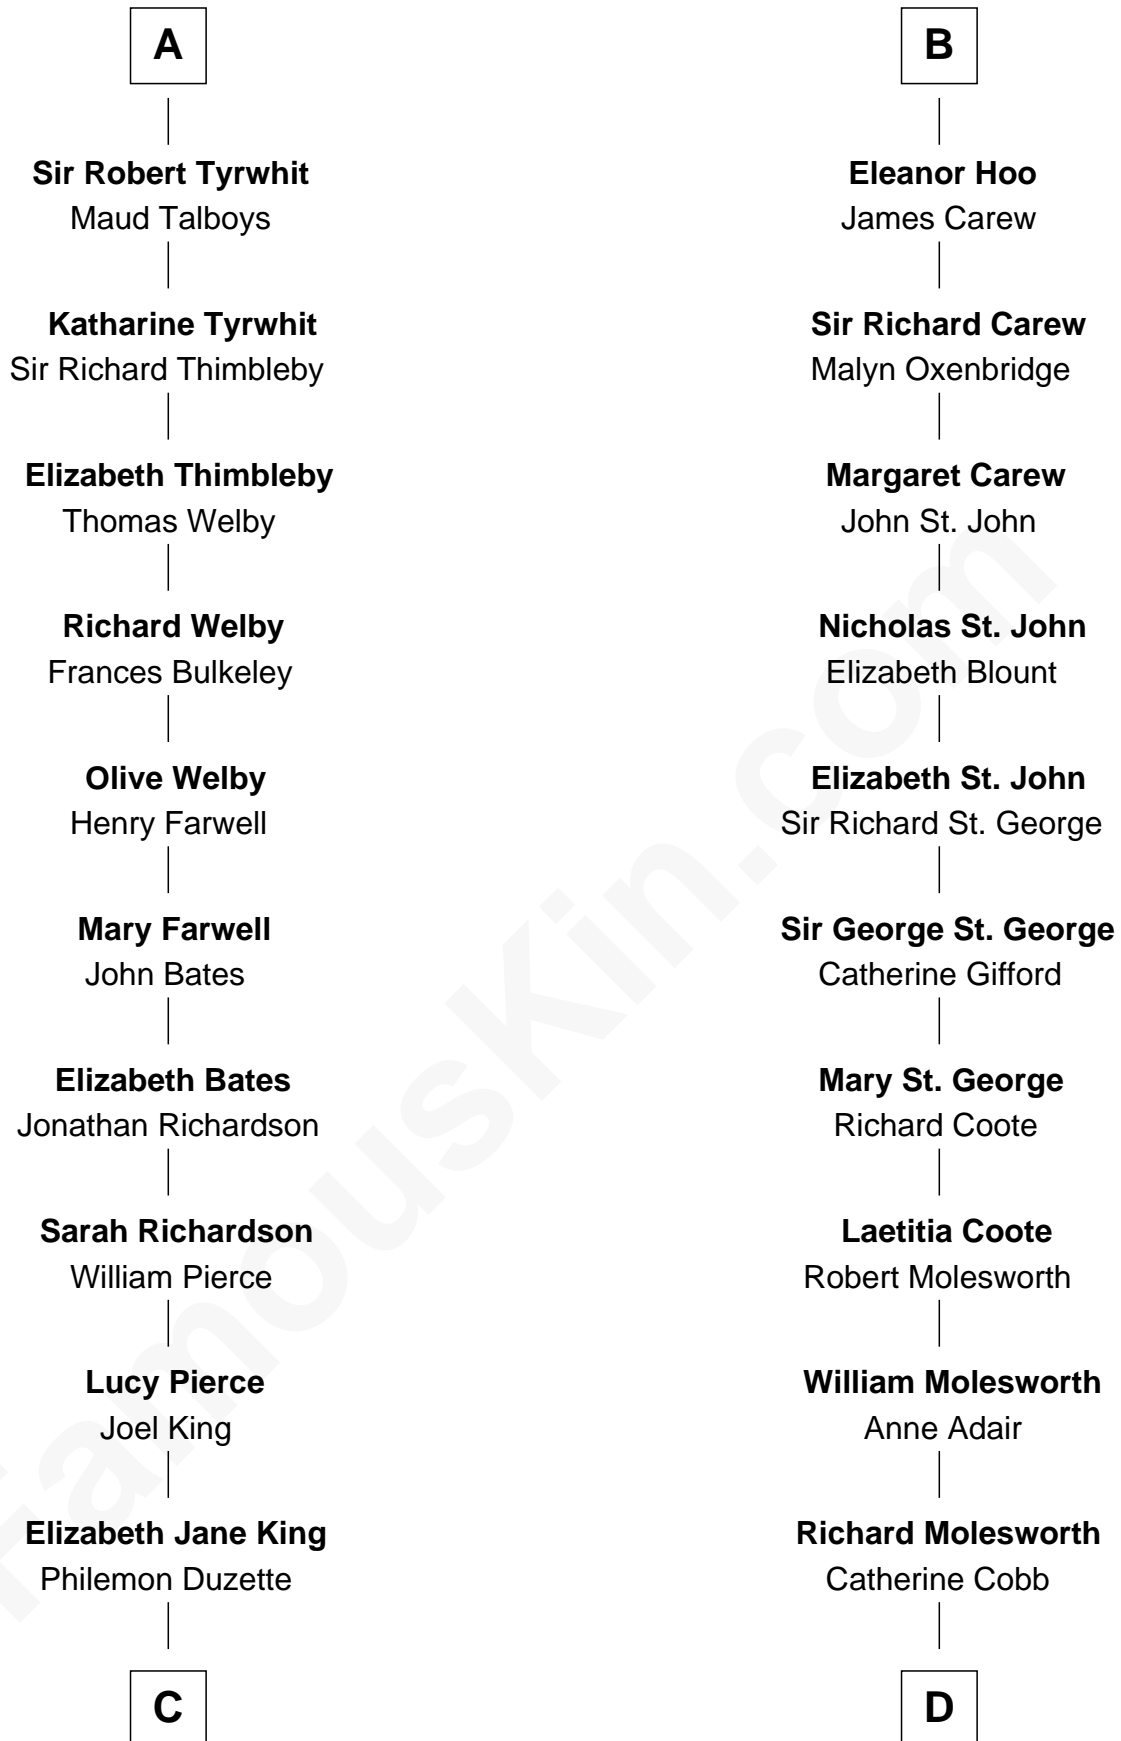 A
Sir Robert Tyrwhit
Maud Talboys
Katharine Tyrwhit
Sir Richard Thimbleby
Elizabeth Thimbleby
Thomas Welby
Richard Welby
Frances Bulkeley
Olive Welby
Henry Farwell
Mary Farwell
John Bates
Elizabeth Bates
Jonathan Richardson
Sarah Richardson
William Pierce
Lucy Pierce
Joel King
Elizabeth Jane King
Philemon Duzette
C
B
Eleanor Hoo
James Carew
Sir Richard Carew
Malyn Oxenbridge
Margaret Carew
John St. John
Nicholas St. John
Elizabeth Blount
Elizabeth St. John
Sir Richard St. George
Sir George St. George
Catherine Gifford
Mary St. George
Richard Coote
Laetitia Coote
Robert Molesworth
William Molesworth
Anne Adair
Richard Molesworth
Catherine Cobb
D
FamousKin.com